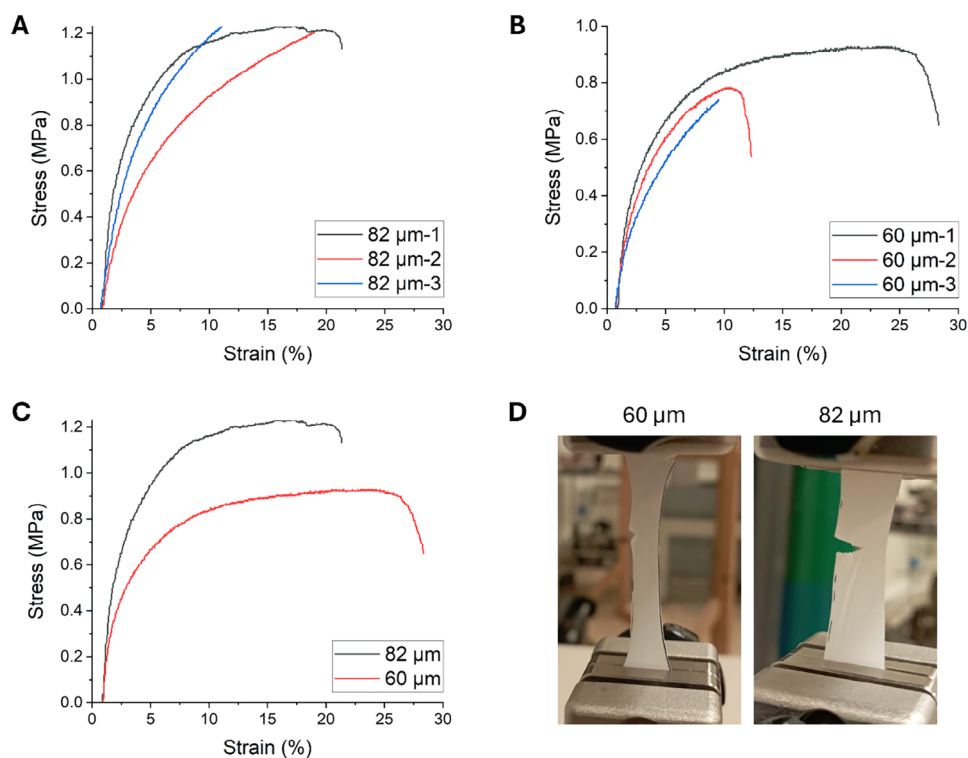 A
Stress (MPa)
1.2
1.0
0.8
0.6
0.4
0.2
0.0
0
5
10
15
20
25
30
Strain (%)
82 µm-1
82 µm-2
82 µm-3
B
Stress (MPa)
1.0
0.8
0.6
0.4
0.2
0.0
0
5
10
15
20
25
30
Strain (%)
60 µm-1
60 µm-2
60 µm-3
C
Stress (MPa)
1.2
1.0
0.8
0.6
0.4
0.2
0.0
0
5
10
15
20
25
30
Strain (%)
82 µm
60 µm
D
60 µm
82 µm